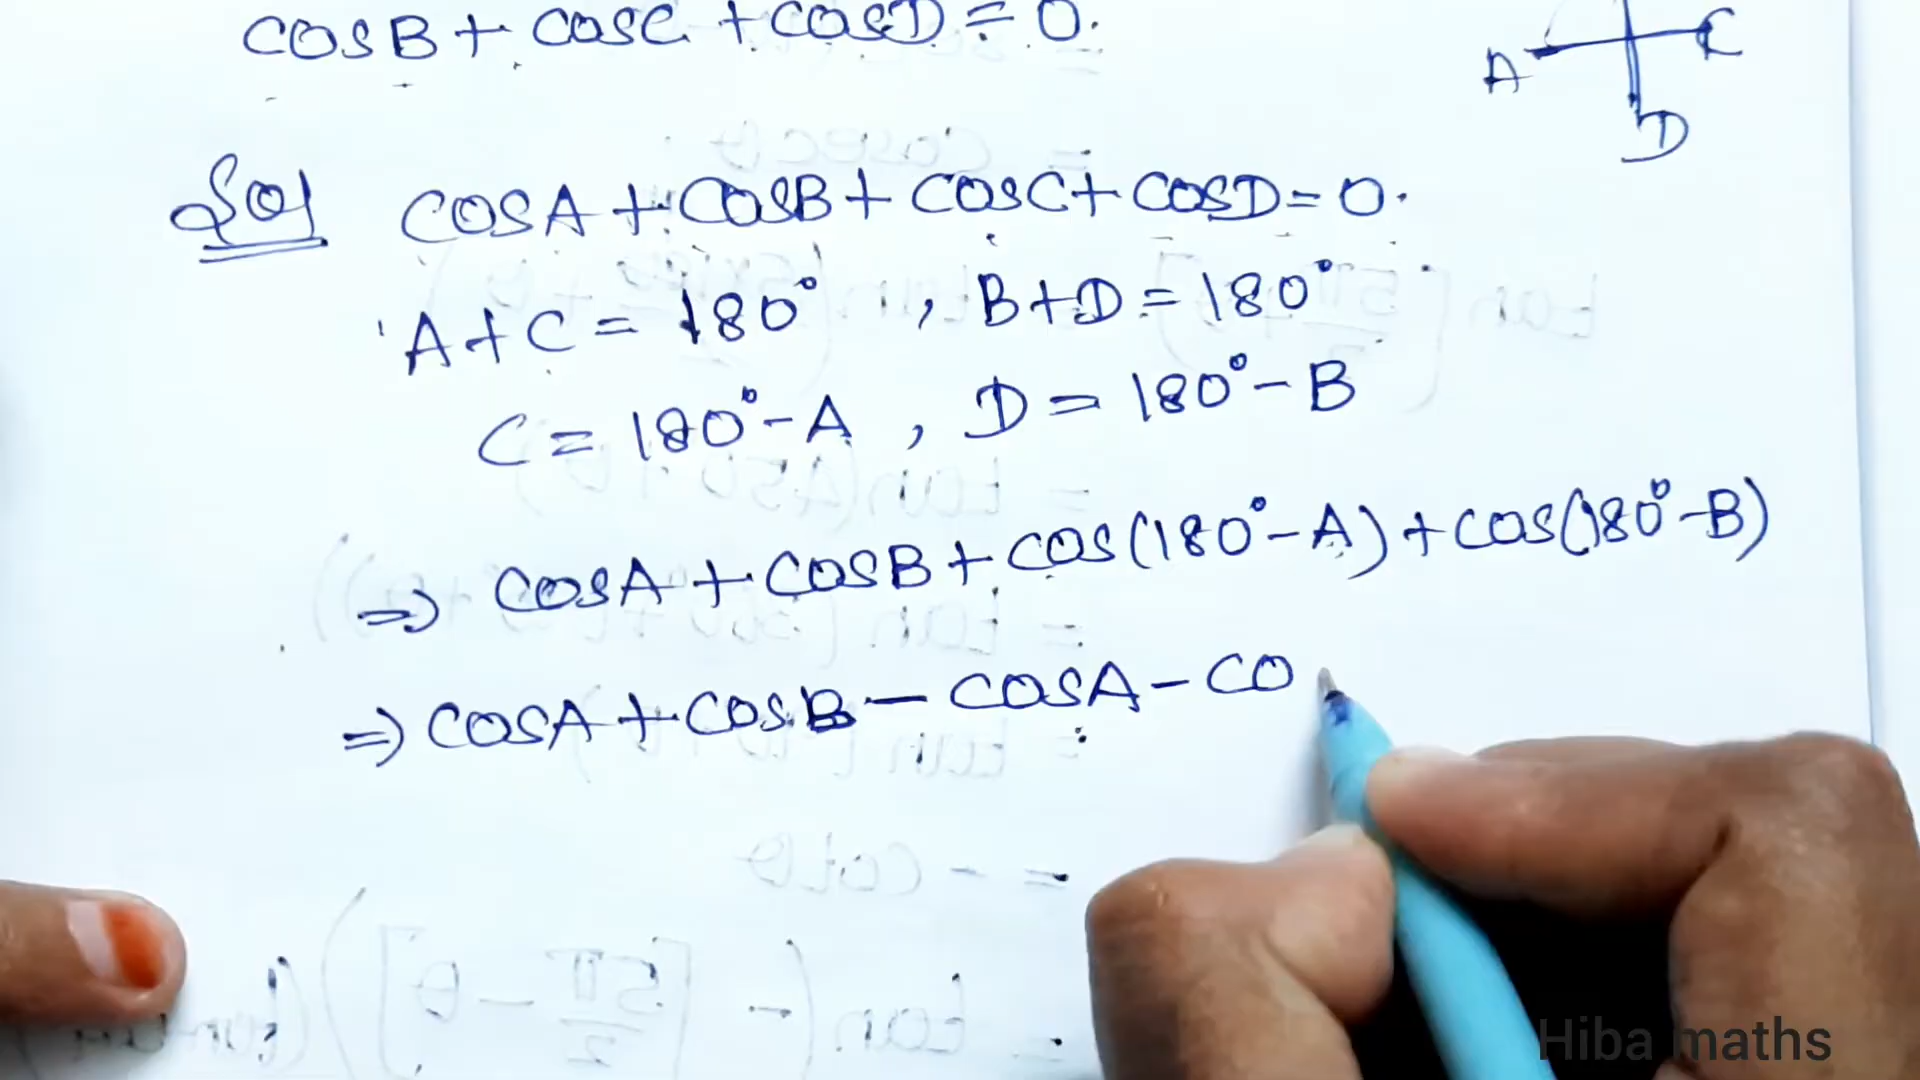 cosB + cosC + cosD = 0.
A C
D
Sol cosA + cosB + cosC + cosD = 0.
A + C = 180° , B + D = 180°
C = 180° - A , D = 180° - B
⇒ cosA + cosB + cos(180° - A) + cos(180° - B)
⇒ cosA + cosB - cosA - co
Hiba maths